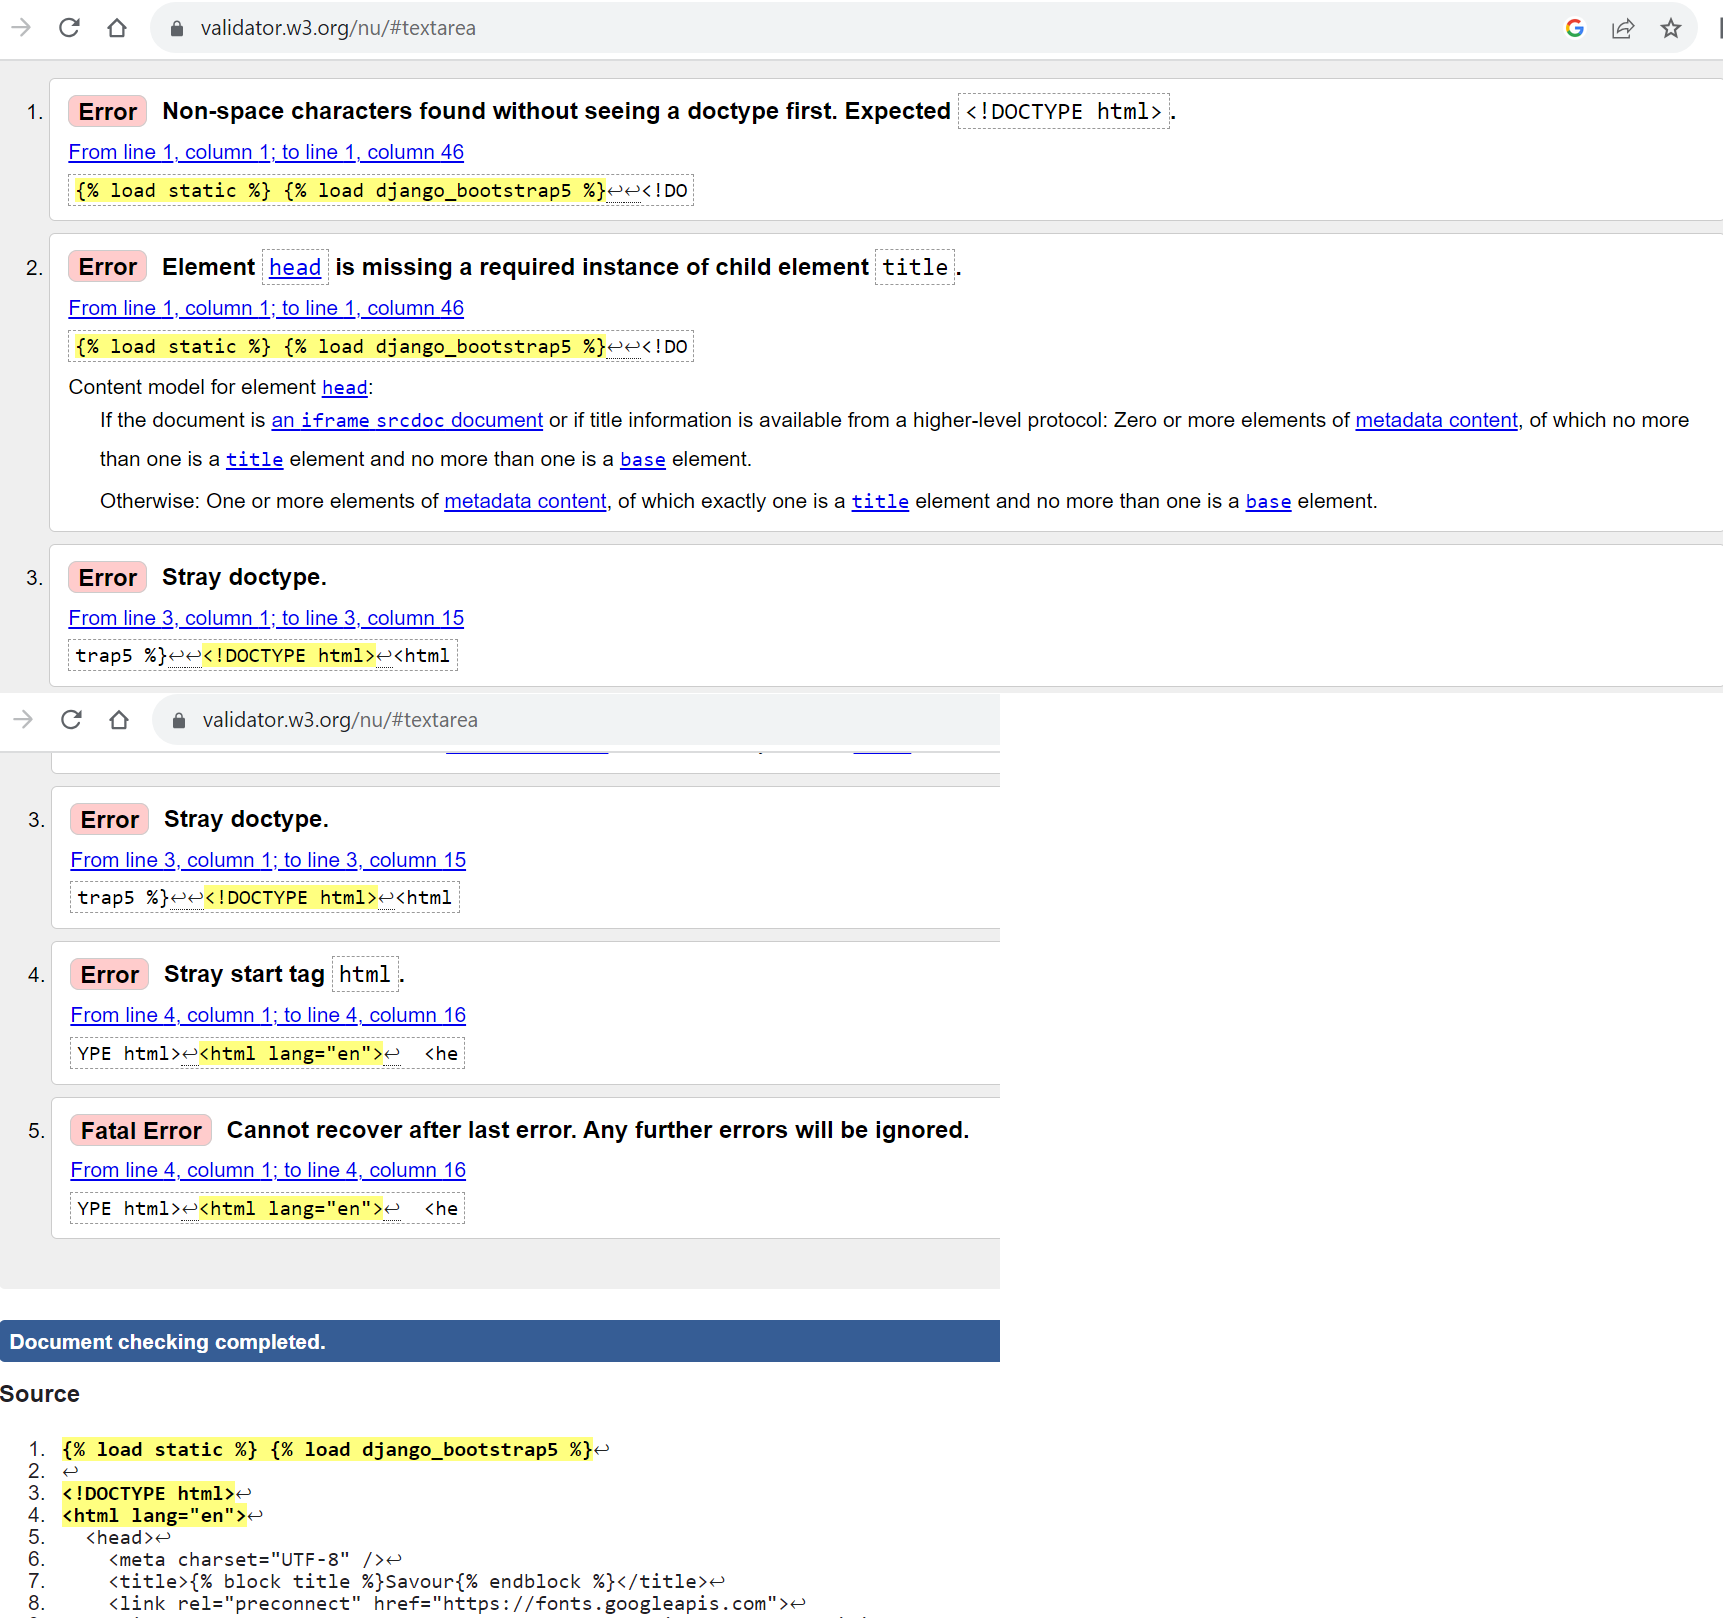 validator.w3.org/nu/#textarea
1. Error Non-space characters found without seeing a doctype first. Expected <!DOCTYPE html>.
From line 1, column 1; to line 1, column 46
{% load static %} {% load django_bootstrap5 %}↩↩<!DO
2. Error Element head is missing a required instance of child element title.
From line 1, column 1; to line 1, column 46
{% load static %} {% load django_bootstrap5 %}↩↩<!DO
Content model for element head:
If the document is an iframe srcdoc document or if title information is available from a higher-level protocol: Zero or more elements of metadata content, of which no more
than one is a title element and no more than one is a base element.
Otherwise: One or more elements of metadata content, of which exactly one is a title element and no more than one is a base element.
3. Error Stray doctype.
From line 3, column 1; to line 3, column 15
trap5 %}↩↩<!DOCTYPE html>↩<html
validator.w3.org/nu/#textarea
3. Error Stray doctype.
From line 3, column 1; to line 3, column 15
trap5 %}↩↩<!DOCTYPE html>↩<html
4. Error Stray start tag html.
From line 4, column 1; to line 4, column 16
YPE html>↩<html lang="en">↩  <he
5. Fatal Error Cannot recover after last error. Any further errors will be ignored.
From line 4, column 1; to line 4, column 16
YPE html>↩<html lang="en">↩  <he
Document checking completed.
Source
1. {% load static %} {% load django_bootstrap5 %}↩
2. ↩
3. <!DOCTYPE html>↩
4. <html lang="en">↩
5.   <head>↩
6.     <meta charset="UTF-8" />↩
7.     <title>{% block title %}Savour{% endblock %}</title>↩
8.     <link rel="preconnect" href="https://fonts.googleapis.com">↩